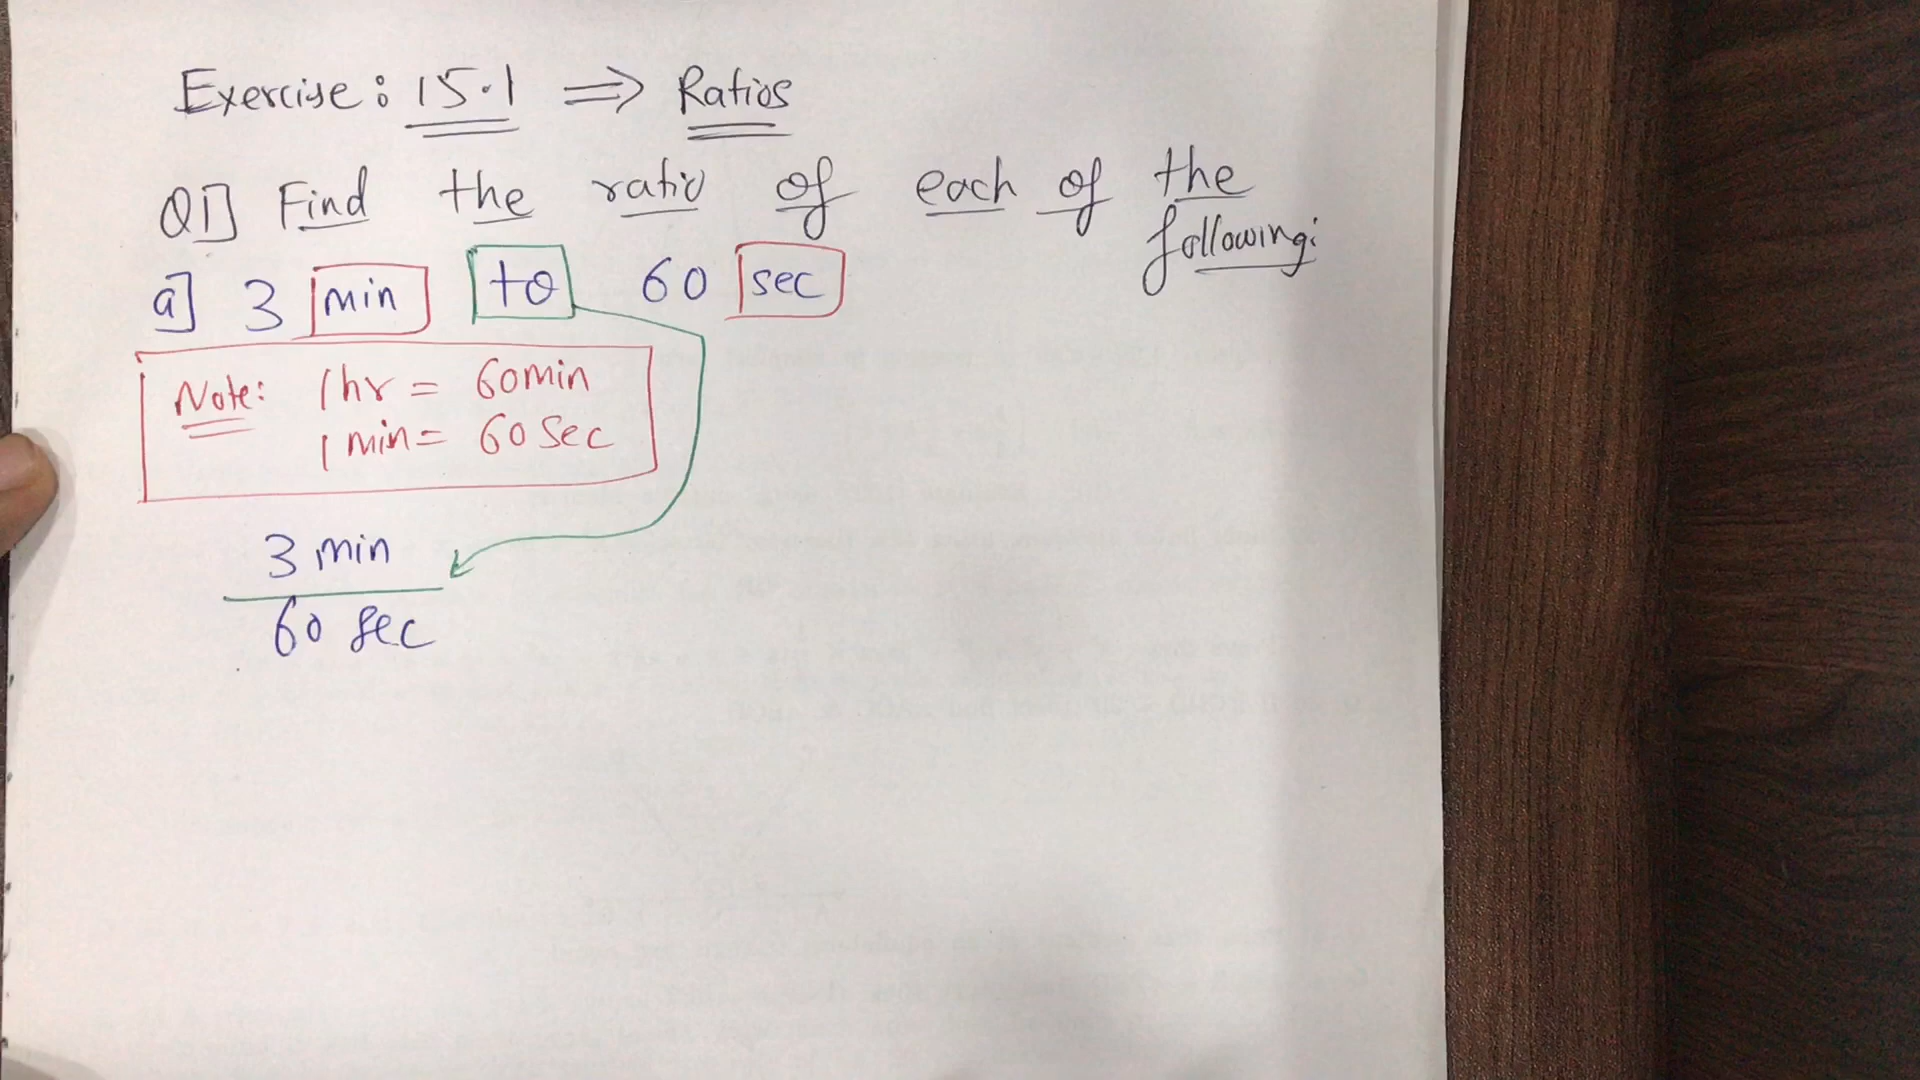 Exercise: 15.1 ⇒ Ratios
Q1] Find the ratio of each of the
following:
a] 3 min to 60 sec
Note: 1hr = 60min
1 min = 60 Sec
3 min
60 sec